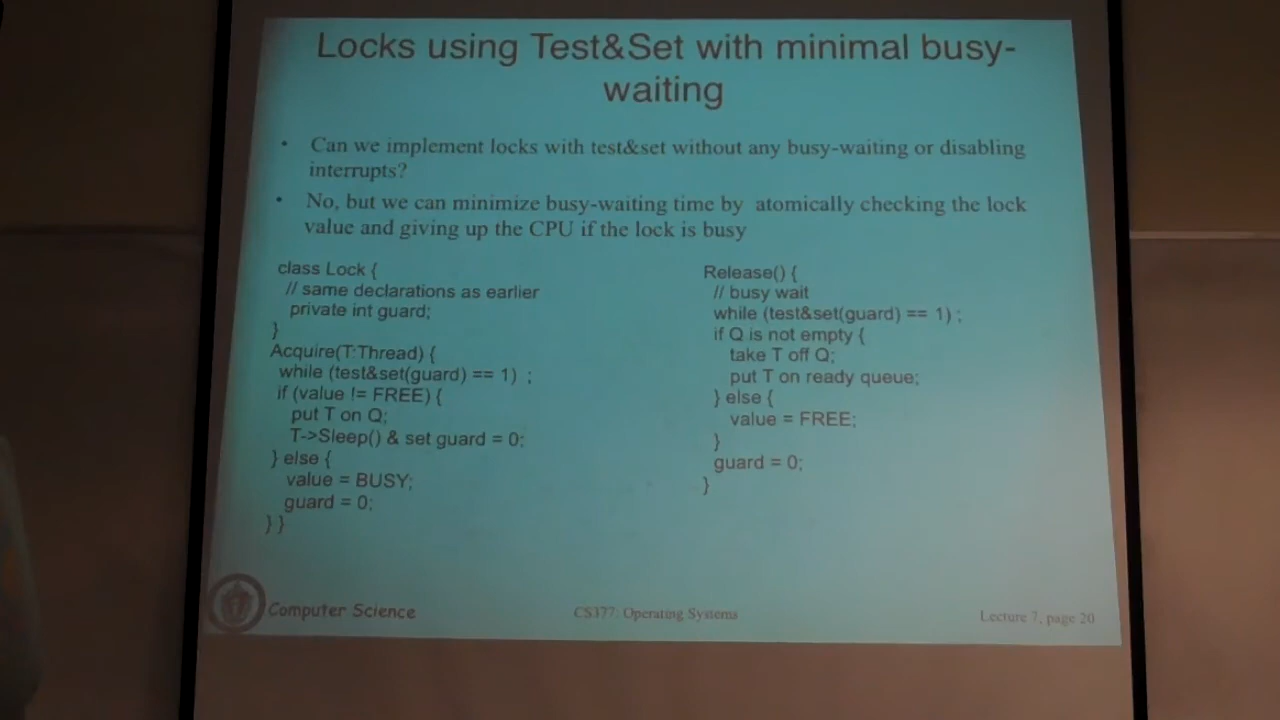 Locks using Test&Set with minimal busy-
waiting
• Can we implement locks with test&set without any busy-waiting or disabling
interrupts?
• No, but we can minimize busy-waiting time by atomically checking the lock
value and giving up the CPU if the lock is busy
class Lock {
// same declarations as earlier
private int guard;
}
Acquire(T:Thread) {
while (test&set(guard) == 1) ;
if (value != FREE) {
put T on Q;
T->Sleep() & set guard = 0;
} else {
value = BUSY;
guard = 0;
} }
Release() {
// busy wait
while (test&set(guard) == 1) ;
if Q is not empty {
take T off Q;
put T on ready queue;
} else {
value = FREE;
}
guard = 0;
}
Computer Science
CS377: Operating Systems
Lecture 7, page 20